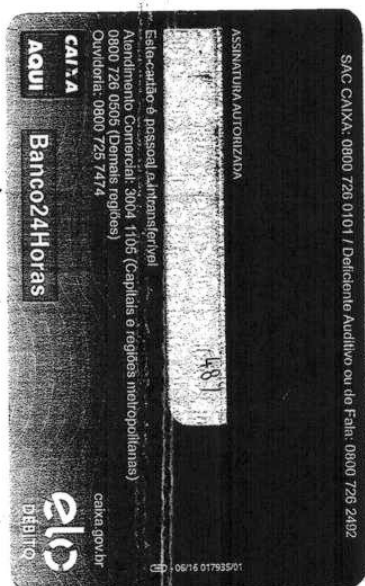 SAC CAIXA: 0800 726 0101 / Deficiente Auditivo ou de Fala: 0800 726 2492
ASSINATURA AUTORIZADA
481
Este cartão é pessoal e intransferível
Atendimento Comercial: 3004 1105 (Capitais e regiões metropolitanas)
0800 726 0505 (Demais regiões)
Ouvidoria: 0800 725 7474
caixa.gov.br
CAIXA
AQUI
Banco24Horas
elo
DÉBITO
06/16 017935/01